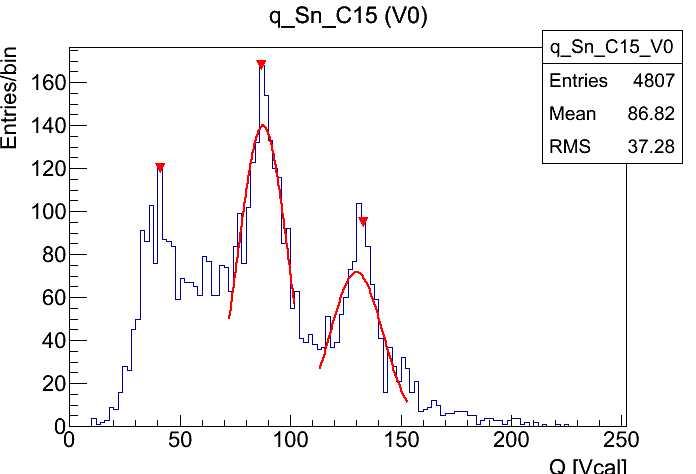 q_Sn_C15 (V0)
Entries/bin
q_Sn_C15_V0
Entries 4807
Mean 86.82
RMS 37.28
160
140
120
100
80
60
40
20
0
0 50 100 150 200 250
Q [Vcal]